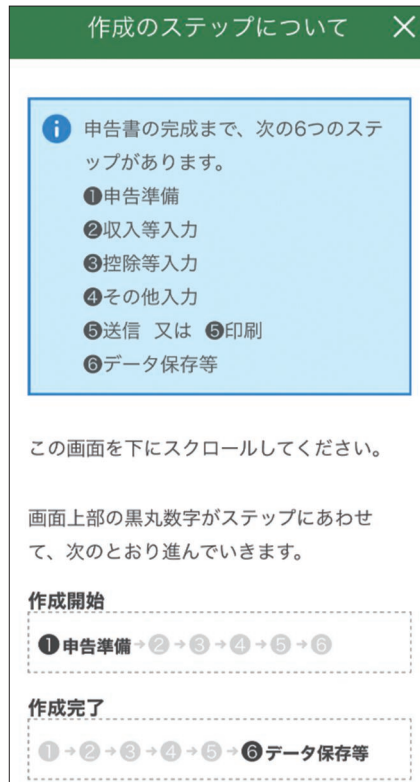 作成のステップについて ×
申告書の完成まで、次の6つのステ
ップがあります。
❶申告準備
❷収入等入力
❸控除等入力
❹その他入力
❺送信 又は ❺印刷
❻データ保存等
この画面を下にスクロールしてください。
画面上部の黒丸数字がステップにあわせ
て、次のとおり進んでいきます。
作成開始
❶申告準備→❷→❸→❹→❺→❻
作成完了
❶→❷→❸→❹→❺→❻データ保存等